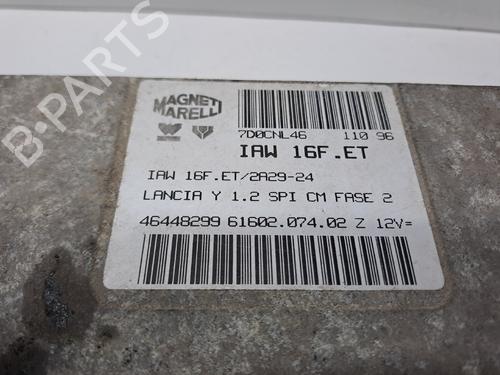 B-PARTS
MAGNETI
MARELLI
7D0CNL46 110 96
IAW 16F.ET
IAW 16F.ET/2A29-24
LANCIA Y 1.2 SPI CM FASE 2
46448299 61602.074.02 Z 12V=